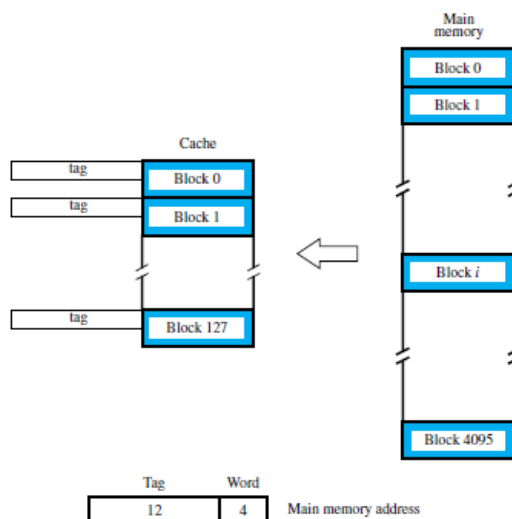 Main
memory
Block 0
Block 1
Cache
tag
Block 0
tag
Block 1
Block i
tag
Block 127
Block 4095
Tag Word
12 4 Main memory address